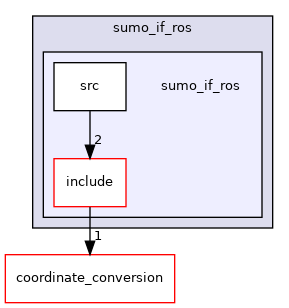 sumo_if_ros
src
sumo_if_ros
2
include
1
coordinate_conversion